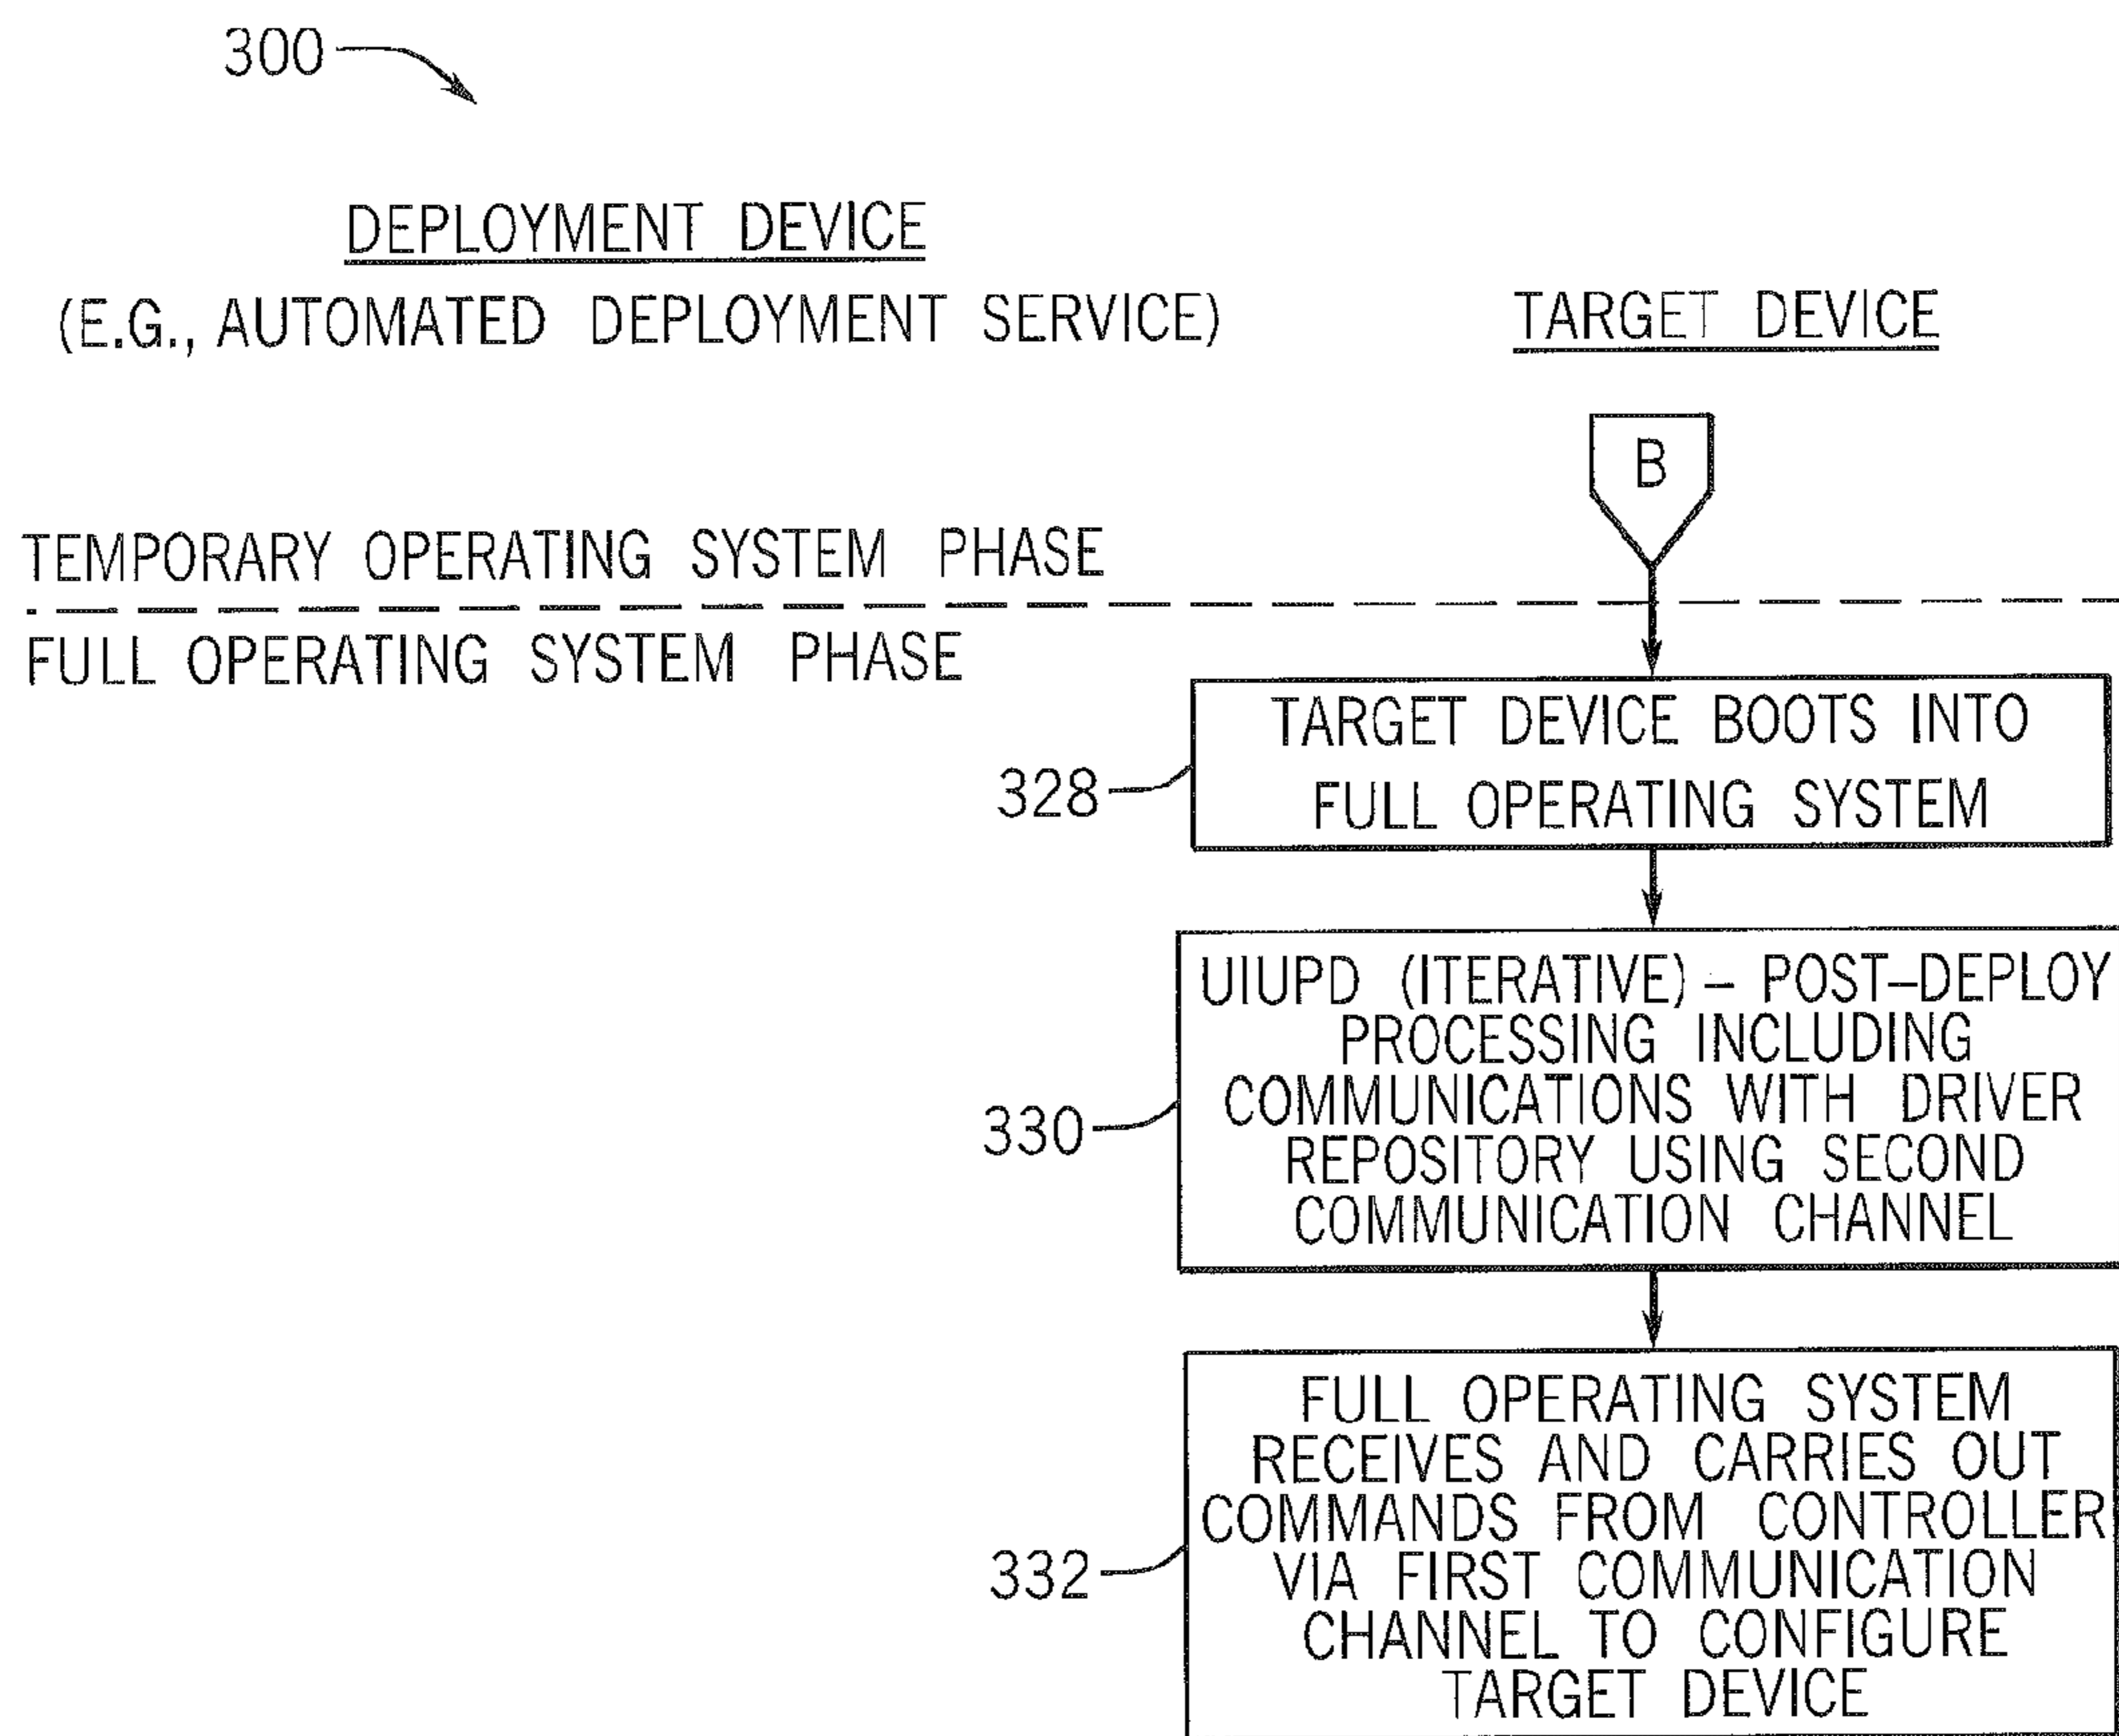 300
DEPLOYMENT DEVICE
(E.G., AUTOMATED DEPLOYMENT SERVICE)
TARGET DEVICE
B
TEMPORARY OPERATING SYSTEM PHASE
FULL OPERATING SYSTEM PHASE
328
TARGET DEVICE BOOTS INTO
FULL OPERATING SYSTEM
330
UIUPD (ITERATIVE) – POST–DEPLOY
PROCESSING INCLUDING
COMMUNICATIONS WITH DRIVER
REPOSITORY USING SECOND
COMMUNICATION CHANNEL
332
FULL OPERATING SYSTEM
RECEIVES AND CARRIES OUT
COMMANDS FROM CONTROLLER
VIA FIRST COMMUNICATION
CHANNEL TO CONFIGURE
TARGET DEVICE